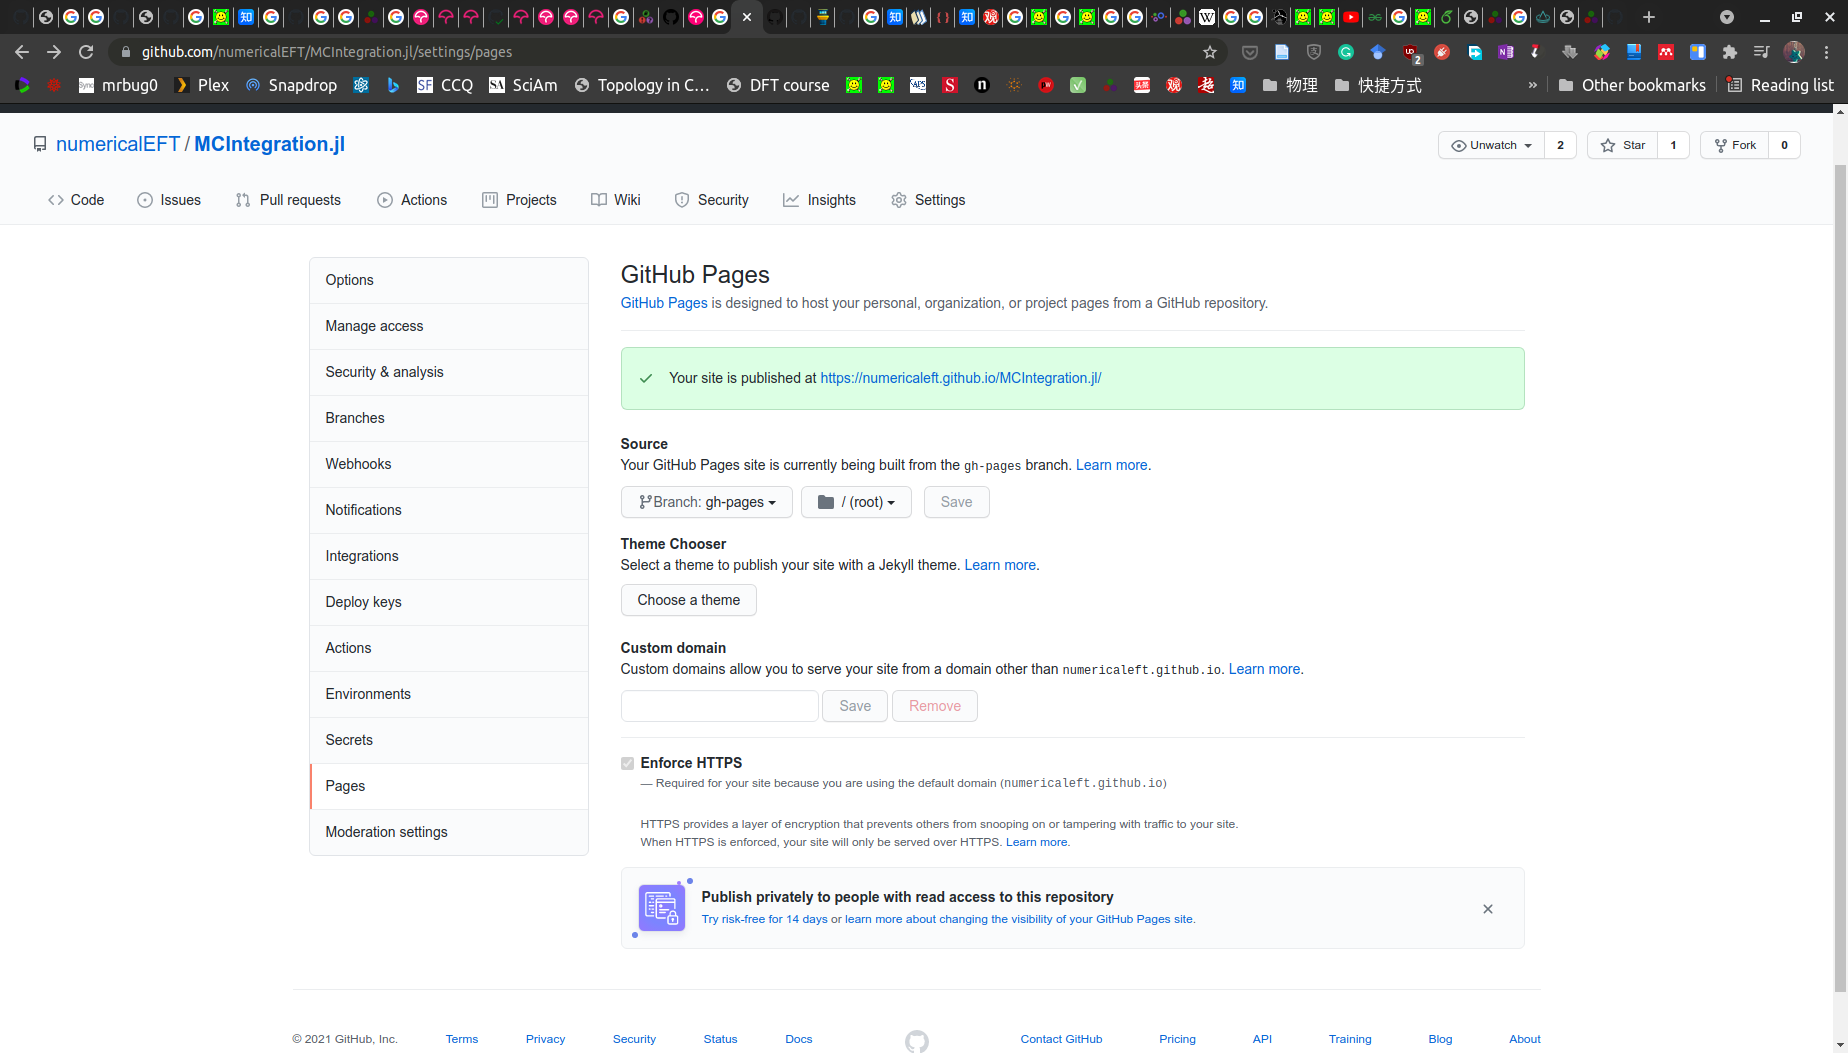 github.com/numericalEFT/MCIntegration.jl/settings/pages
mrbug0 Plex Snapdrop SF CCQ SA SciAm Topology in C... DFT course 物理 快捷方式 » Other bookmarks Reading list
numericalEFT / MCIntegration.jl
Unwatch 2 Star 1 Fork 0
Code Issues Pull requests Actions Projects Wiki Security Insights Settings
Options
Manage access
Security & analysis
Branches
Webhooks
Notifications
Integrations
Deploy keys
Actions
Environments
Secrets
Pages
Moderation settings
GitHub Pages
GitHub Pages is designed to host your personal, organization, or project pages from a GitHub repository.
Your site is published at https://numericaleft.github.io/MCIntegration.jl/
Source
Your GitHub Pages site is currently being built from the gh-pages branch. Learn more.
Branch: gh-pages / (root) Save
Theme Chooser
Select a theme to publish your site with a Jekyll theme. Learn more.
Choose a theme
Custom domain
Custom domains allow you to serve your site from a domain other than numericaleft.github.io. Learn more.
Save Remove
Enforce HTTPS
— Required for your site because you are using the default domain (numericaleft.github.io)
HTTPS provides a layer of encryption that prevents others from snooping on or tampering with traffic to your site.
When HTTPS is enforced, your site will only be served over HTTPS. Learn more.
Publish privately to people with read access to this repository
Try risk-free for 14 days or learn more about changing the visibility of your GitHub Pages site.
© 2021 GitHub, Inc. Terms Privacy Security Status Docs Contact GitHub Pricing API Training Blog About